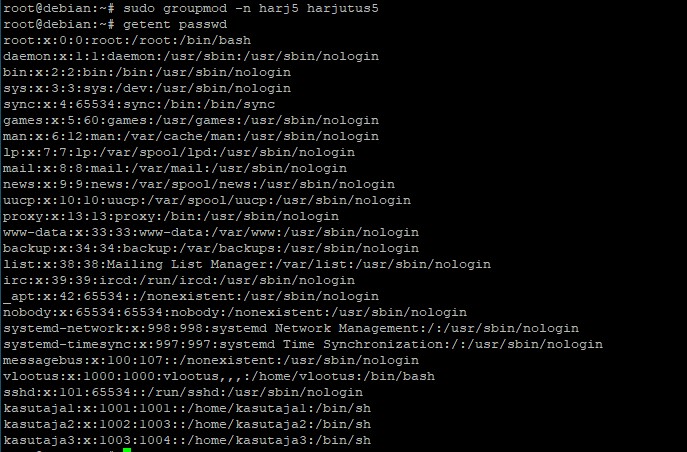 root@debian:~# sudo groupmod -n harj5 harjutus5
root@debian:~# getent passwd
root:x:0:0:root:/root:/bin/bash
daemon:x:1:1:daemon:/usr/sbin:/usr/sbin/nologin
bin:x:2:2:bin:/bin:/usr/sbin/nologin
sys:x:3:3:sys:/dev:/usr/sbin/nologin
sync:x:4:65534:sync:/bin:/bin/sync
games:x:5:60:games:/usr/games:/usr/sbin/nologin
man:x:6:12:man:/var/cache/man:/usr/sbin/nologin
lp:x:7:7:lp:/var/spool/lpd:/usr/sbin/nologin
mail:x:8:8:mail:/var/mail:/usr/sbin/nologin
news:x:9:9:news:/var/spool/news:/usr/sbin/nologin
uucp:x:10:10:uucp:/var/spool/uucp:/usr/sbin/nologin
proxy:x:13:13:proxy:/bin:/usr/sbin/nologin
www-data:x:33:33:www-data:/var/www:/usr/sbin/nologin
backup:x:34:34:backup:/var/backups:/usr/sbin/nologin
list:x:38:38:Mailing List Manager:/var/list:/usr/sbin/nologin
irc:x:39:39:ircd:/run/ircd:/usr/sbin/nologin
_apt:x:42:65534::/nonexistent:/usr/sbin/nologin
nobody:x:65534:65534:nobody:/nonexistent:/usr/sbin/nologin
systemd-network:x:998:998:systemd Network Management:/:/usr/sbin/nologin
systemd-timesync:x:997:997:systemd Time Synchronization:/:/usr/sbin/nologin
messagebus:x:100:107::/nonexistent:/usr/sbin/nologin
vlootus:x:1000:1000:vlootus,,,:/home/vlootus:/bin/bash
sshd:x:101:65534::/run/sshd:/usr/sbin/nologin
kasutaja1:x:1001:1001::/home/kasutaja1:/bin/sh
kasutaja2:x:1002:1003::/home/kasutaja2:/bin/sh
kasutaja3:x:1003:1004::/home/kasutaja3:/bin/sh